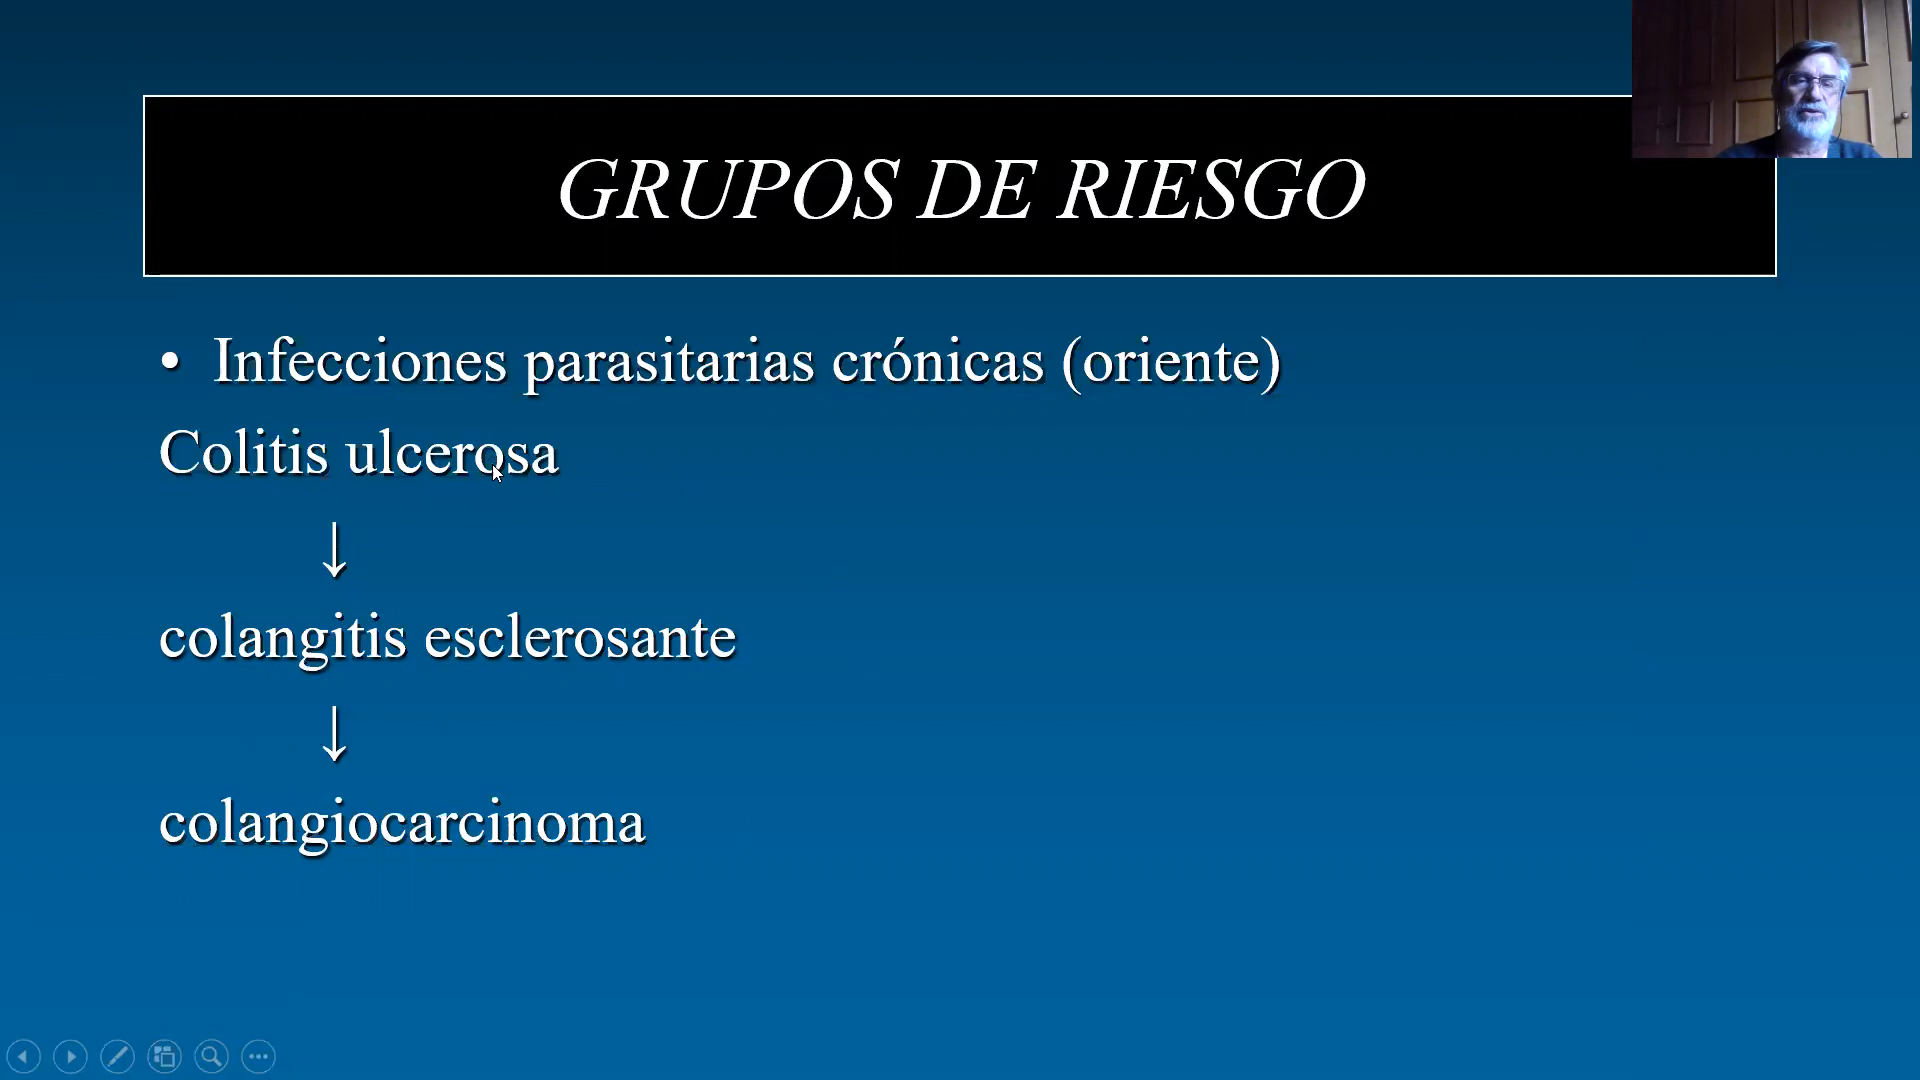 GRUPOS DE RIESGO
• Infecciones parasitarias crónicas (oriente)
Colitis ulcerosa
↓
colangitis esclerosante
↓
colangiocarcinoma